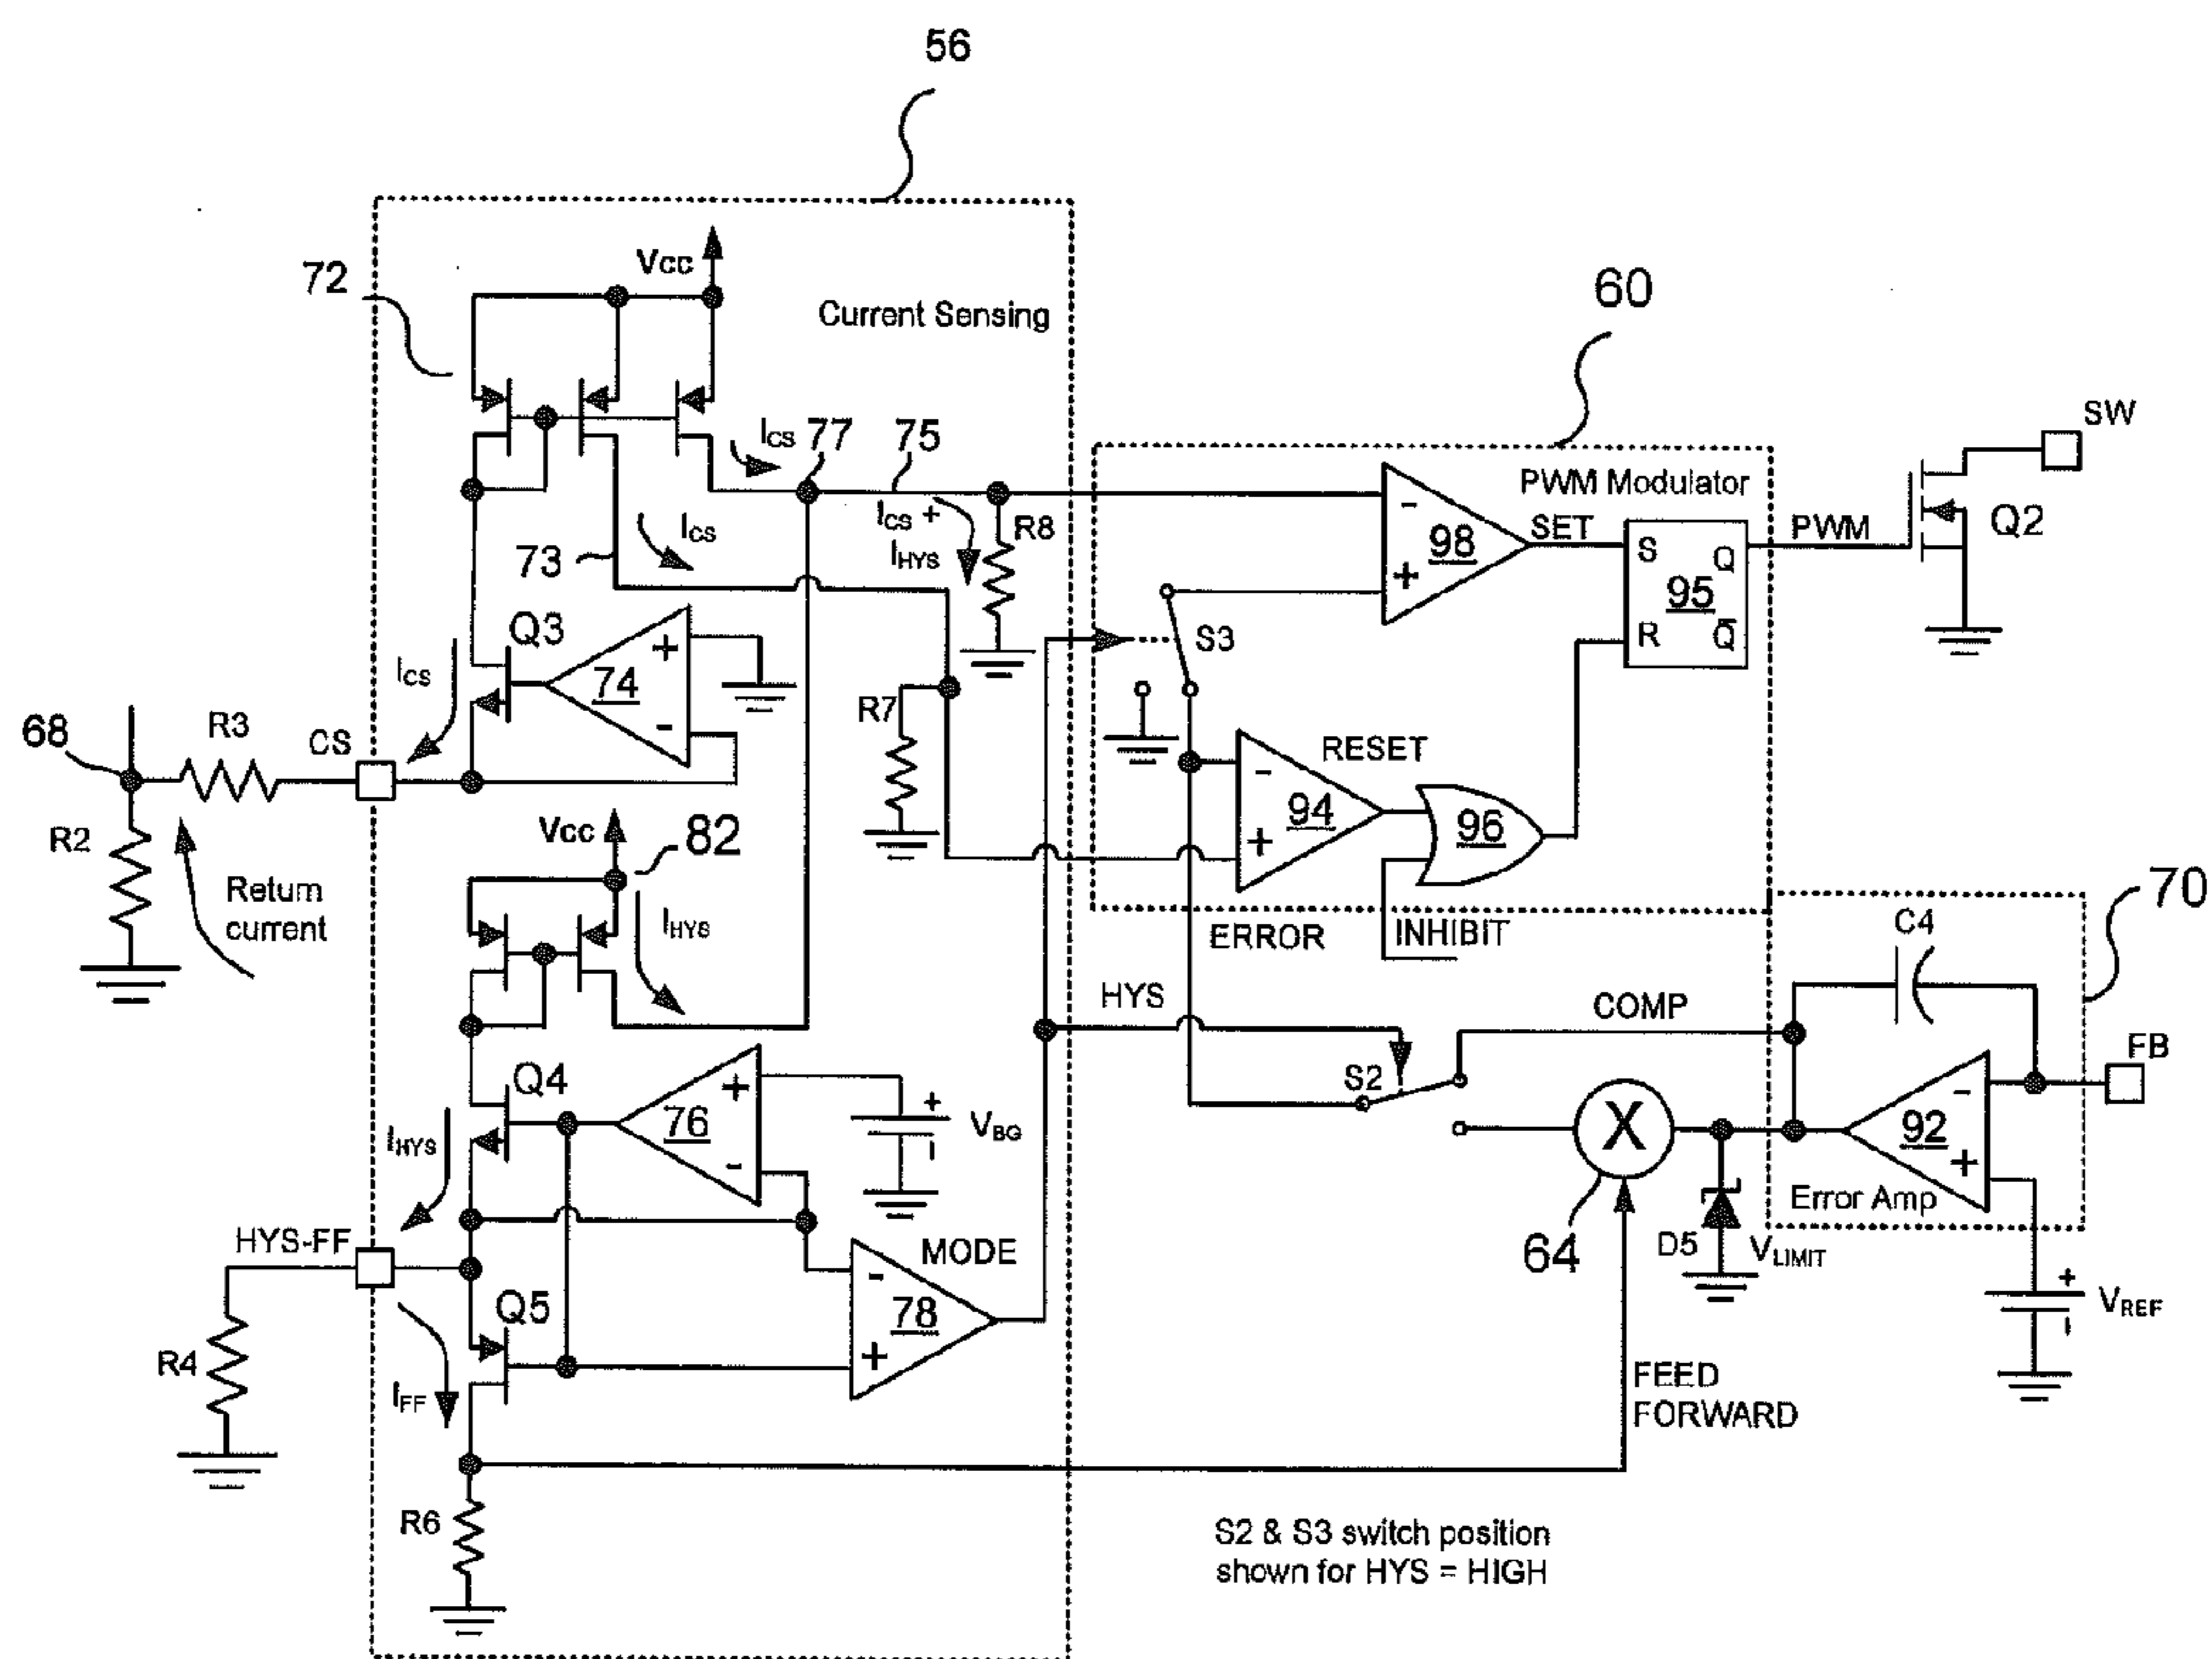 56
Vcc
72
Current Sensing
60
SW
ICS
77
75
PWM Modulator
ICS +
IHYS
R8
SET
PWM
Q2
73
ICS
98
-
+
S
Q
95
R
Q̅
Q3
S3
ICS
74
+
-
R7
68
R3
CS
RESET
94
-
+
96
R2
Vcc
82
Return
current
IHYS
ERROR
INHIBIT
70
C4
HYS
COMP
FB
Q4
76
+
-
+
-
VBG
S2
X
92
-
+
IHYS
HYS-FF
MODE
64
D5
VLIMIT
Error Amp
Q5
78
-
+
+
-
VREF
R4
IFF
FEED
FORWARD
R6
S2 & S3 switch position
shown for HYS = HIGH